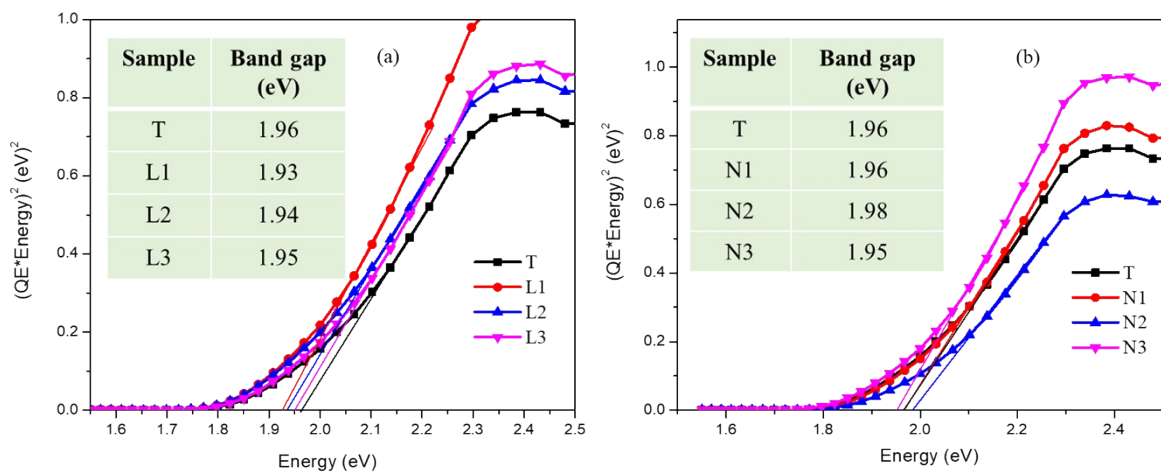 (a)
Sample Band gap (eV)
T 1.96
L1 1.93
L2 1.94
L3 1.95
T
L1
L2
L3
(QE*Energy)² (eV)²
1.0
0.8
0.6
0.4
0.2
0.0
1.6 1.7 1.8 1.9 2.0 2.1 2.2 2.3 2.4 2.5
Energy (eV)
(b)
Sample Band gap (eV)
T 1.96
N1 1.96
N2 1.98
N3 1.95
T
N1
N2
N3
(QE*Energy)² (eV)²
1.0
0.8
0.6
0.4
0.2
0.0
1.6 1.8 2.0 2.2 2.4
Energy (eV)